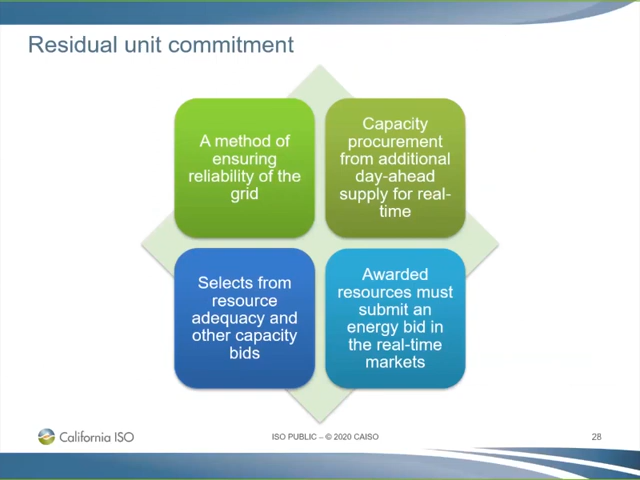 Residual unit commitment
A method of
ensuring
reliability of the
grid
Capacity
procurement
from additional
day-ahead
supply for real-
time
Selects from
resource
adequacy and
other capacity
bids
Awarded
resources must
submit an
energy bid in
the real-time
markets
California ISO
ISO PUBLIC – © 2020 CAISO
28